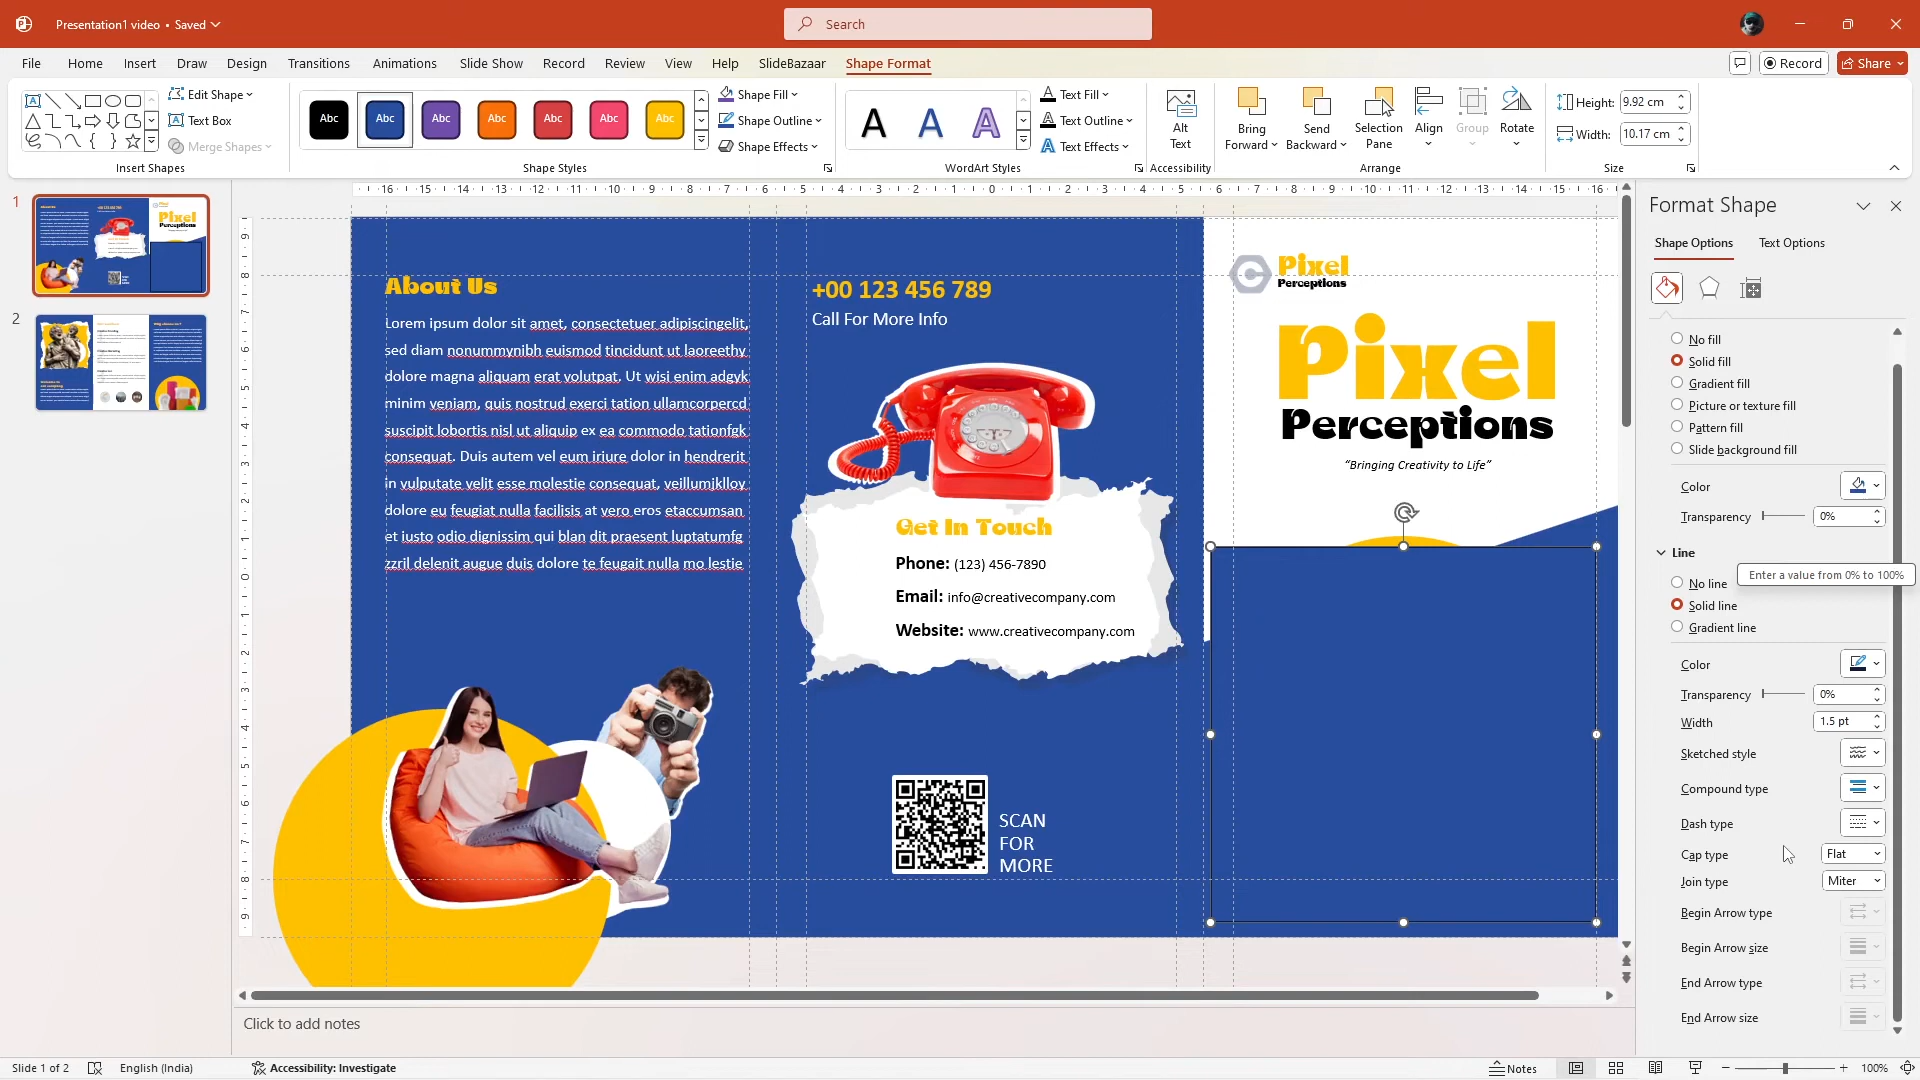 Presentation1 video • Saved
Search
File Home Insert Draw Design Transitions Animations Slide Show Record Review View Help SlideBazaar Shape Format
Record Share
Edit Shape
Text Box
Merge Shapes
Insert Shapes
Abc Abc Abc Abc Abc Abc Abc
Shape Fill
Shape Outline
Shape Effects
Shape Styles
A A A
Text Fill
Text Outline
Text Effects
WordArt Styles
Alt Text
Accessibility
Bring Forward
Send Backward
Selection Pane
Align
Group
Rotate
Arrange
Height: 9.92 cm
Width: 10.17 cm
Size
1
2
About Us
Lorem ipsum dolor sit amet, consectetuer adipiscingelit,
sed diam nonummynibh euismod tincidunt ut laoreethy
dolore magna aliquam erat volutpat. Ut wisi enim adgyk
minim veniam, quis nostrud exerci tation ullamcorpercd
suscipit lobortis nisl ut aliquip ex ea commodo tationfgk
consequat. Duis autem vel eum iriure dolor in hendrerit
in vulputate velit esse molestie consequat, veillumjklloy
dolore eu feugiat nulla facilisis at vero eros etaccumsan
et iusto odio dignissim qui blan dit praesent luptatumfg
zzril delenit augue duis dolore te feugait nulla mo lestie
+00 123 456 789
Call For More Info
Get In Touch
Phone: (123) 456-7890
Email: info@creativecompany.com
Website: www.creativecompany.com
SCAN
FOR
MORE
Pixel
Perceptions
Pixel
Perceptions
“Bringing Creativity to Life”
Format Shape
Shape Options Text Options
No fill
Solid fill
Gradient fill
Picture or texture fill
Pattern fill
Slide background fill
Color
Transparency 0%
Line
Enter a value from 0% to 100%
No line
Solid line
Gradient line
Color
Transparency 0%
Width 1.5 pt
Sketched style
Compound type
Dash type
Cap type Flat
Join type Miter
Begin Arrow type
Begin Arrow size
End Arrow type
End Arrow size
Click to add notes
Slide 1 of 2 English (India) Accessibility: Investigate Notes 100%